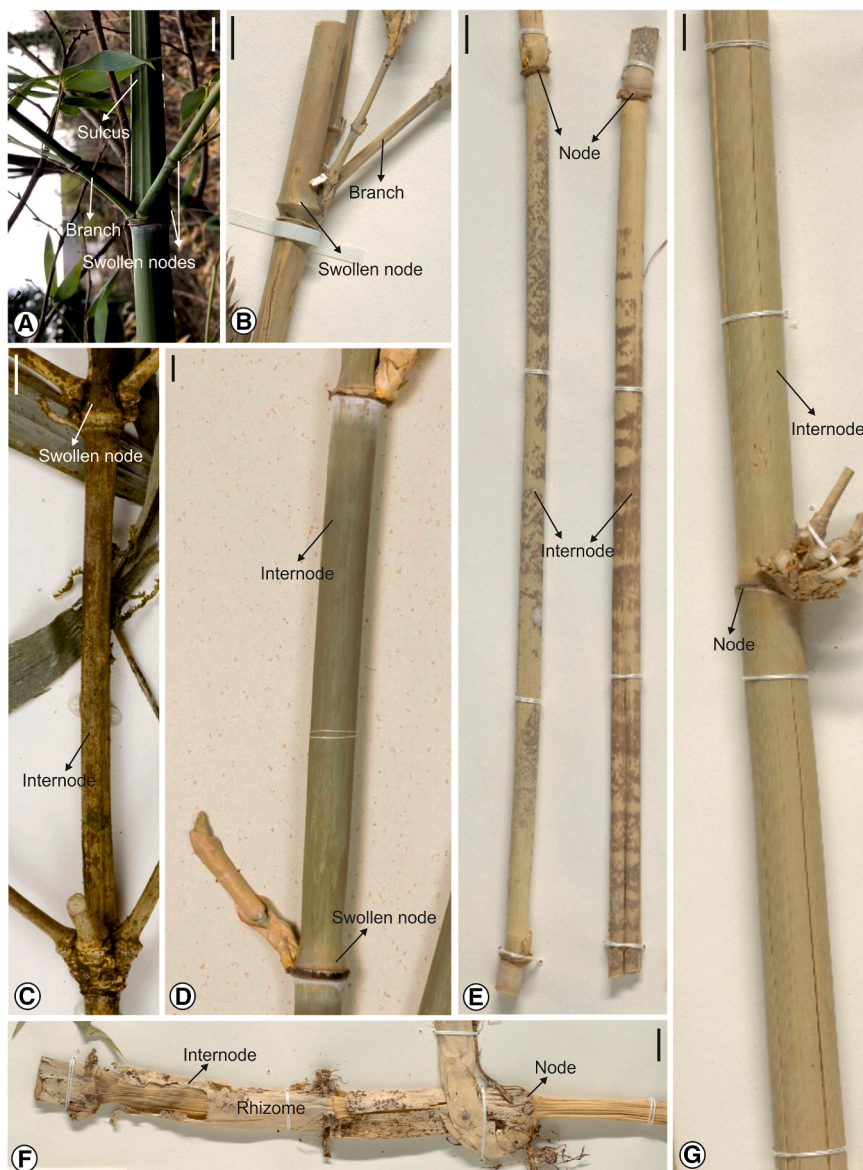 Sulcus
Branch
Swollen nodes
A
Branch
Swollen node
B
Swollen node
Internode
C
Internode
Swollen node
D
Node
Internode
E
Internode
Rhizome
Node
F
Internode
Node
G